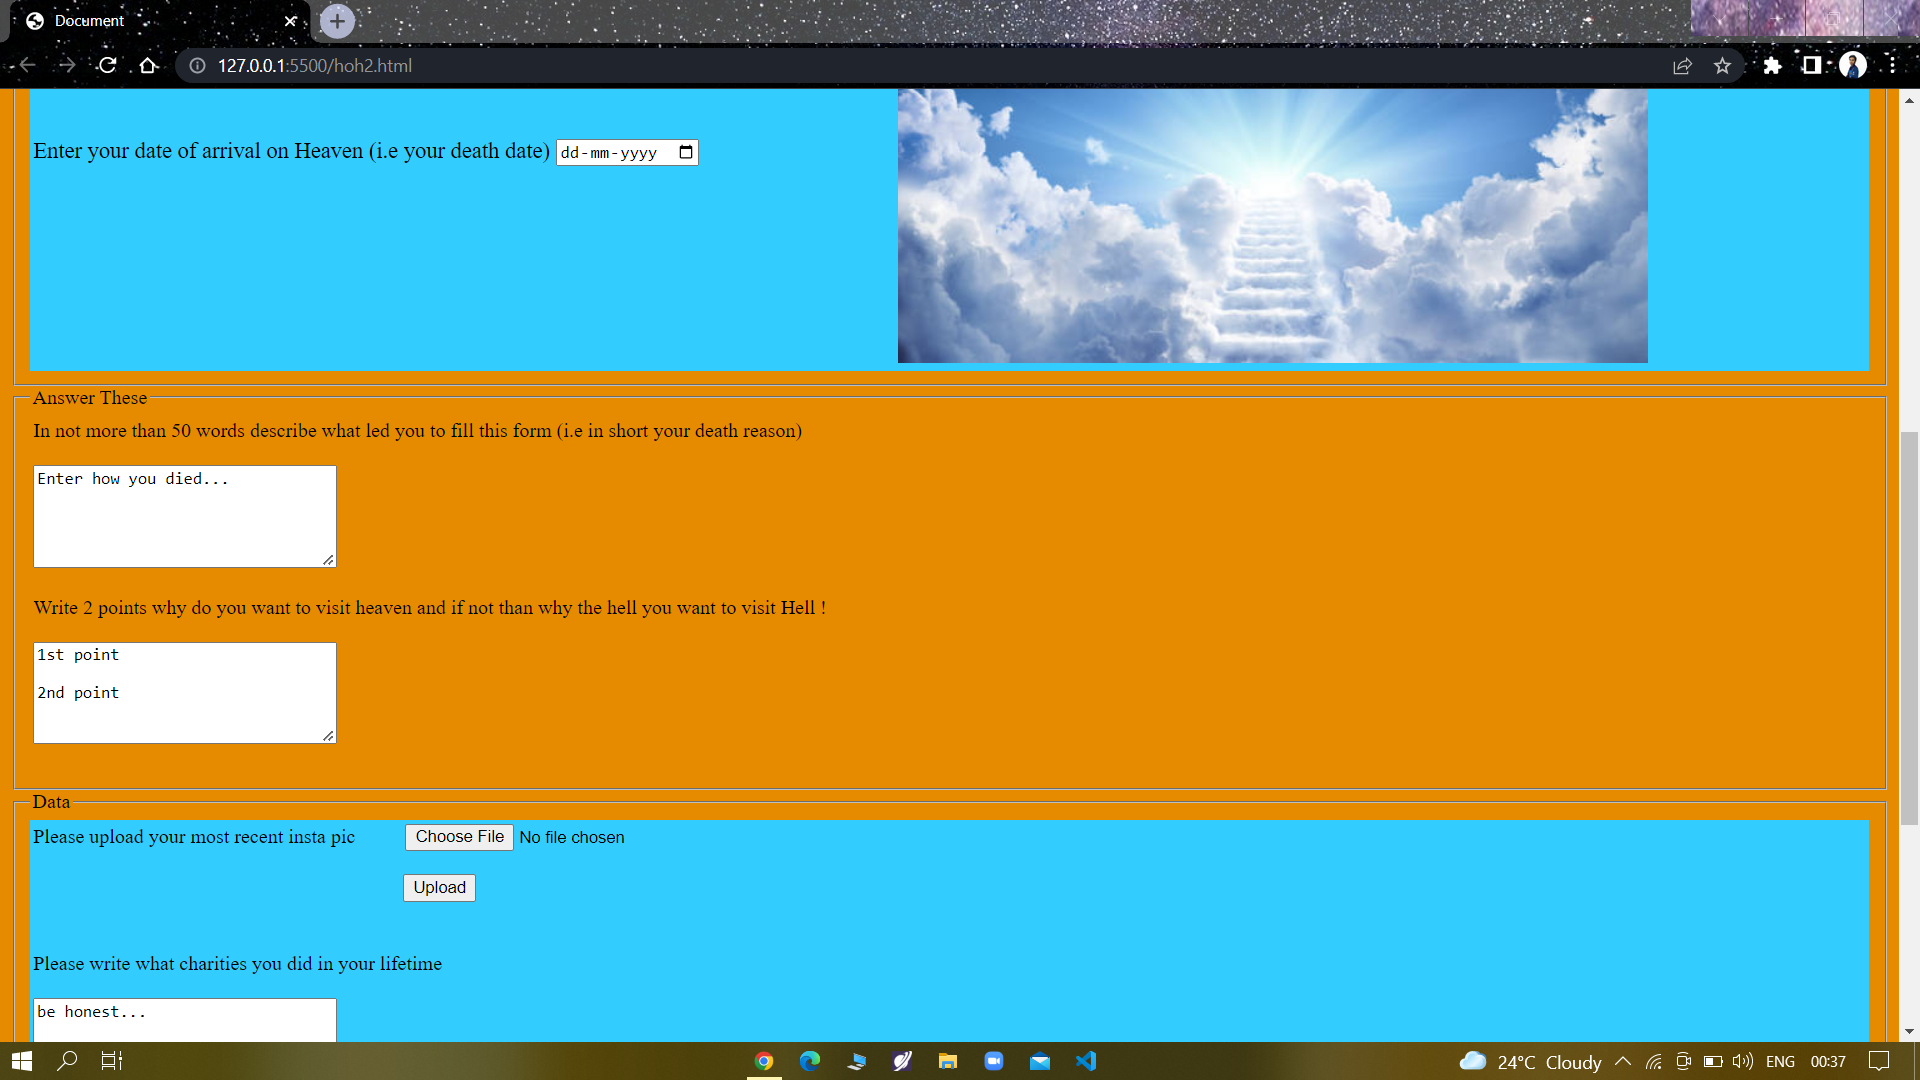 Document
127.0.0.1:5500/hoh2.html
Enter your date of arrival on Heaven (i.e your death date) dd-mm-yyyy
Answer These
In not more than 50 words describe what led you to fill this form (i.e in short your death reason)
Enter how you died...
Write 2 points why do you want to visit heaven and if not than why the hell you want to visit Hell !
1st point
2nd point
Data
Please upload your most recent insta pic Choose File No file chosen
Upload
Please write what charities you did in your lifetime
be honest...
24°C Cloudy ENG 00:37